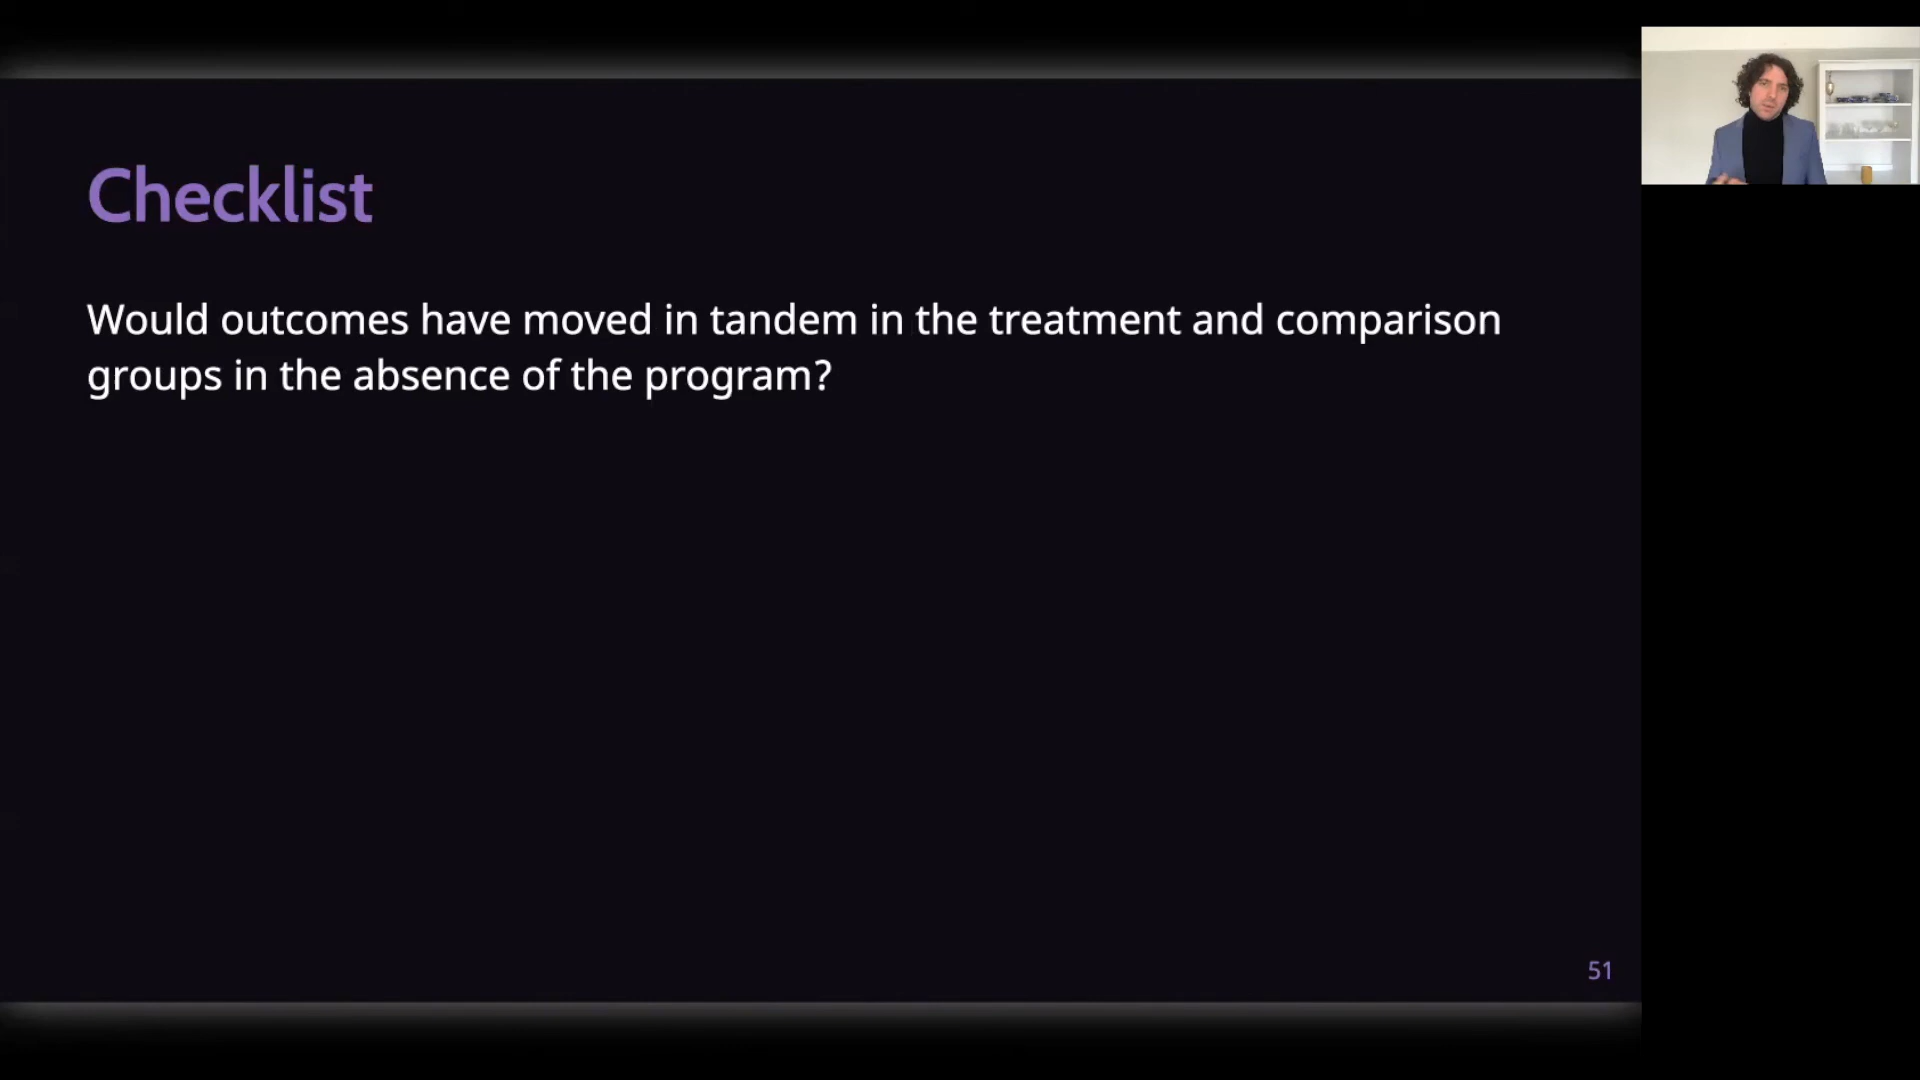 Checklist
Would outcomes have moved in tandem in the treatment and comparison
groups in the absence of the program?
51